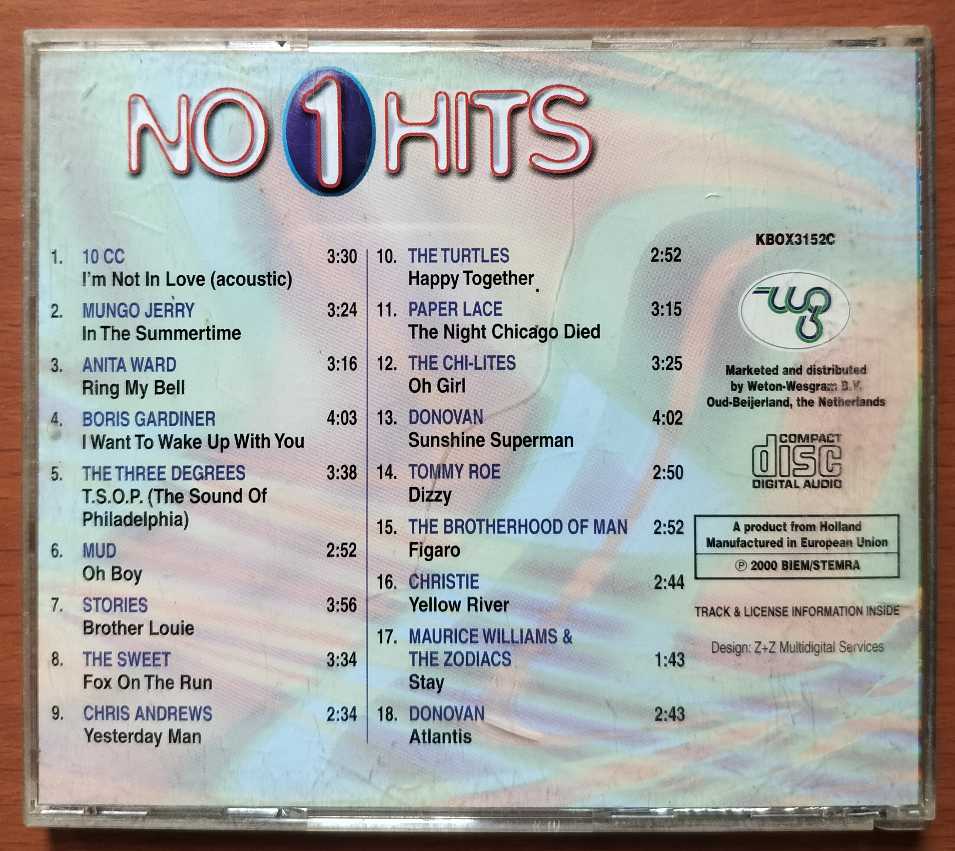 NO 1 HITS
1. 10 CC 3:30
I'm Not In Love (acoustic)
2. MUNGO JERRY 3:24
In The Summertime
3. ANITA WARD 3:16
Ring My Bell
4. BORIS GARDINER 4:03
I Want To Wake Up With You
5. THE THREE DEGREES 3:38
T.S.O.P. (The Sound Of
Philadelphia)
6. MUD 2:52
Oh Boy
7. STORIES 3:56
Brother Louie
8. THE SWEET 3:34
Fox On The Run
9. CHRIS ANDREWS 2:34
Yesterday Man
10. THE TURTLES 2:52
Happy Together
11. PAPER LACE 3:15
The Night Chicago Died
12. THE CHI-LITES 3:25
Oh Girl
13. DONOVAN 4:02
Sunshine Superman
14. TOMMY ROE 2:50
Dizzy
15. THE BROTHERHOOD OF MAN 2:52
Figaro
16. CHRISTIE 2:44
Yellow River
17. MAURICE WILLIAMS &
THE ZODIACS 1:43
Stay
18. DONOVAN 2:43
Atlantis
KBOX3152C
Marketed and distributed
by Weton-Wesgram B.V.
Oud-Beijerland, the Netherlands
COMPACT
disc
DIGITAL AUDIO
A product from Holland
Manufactured in European Union
Ⓟ 2000 BIEM/STEMRA
TRACK & LICENSE INFORMATION INSIDE
Design: Z+Z Multidigital Services